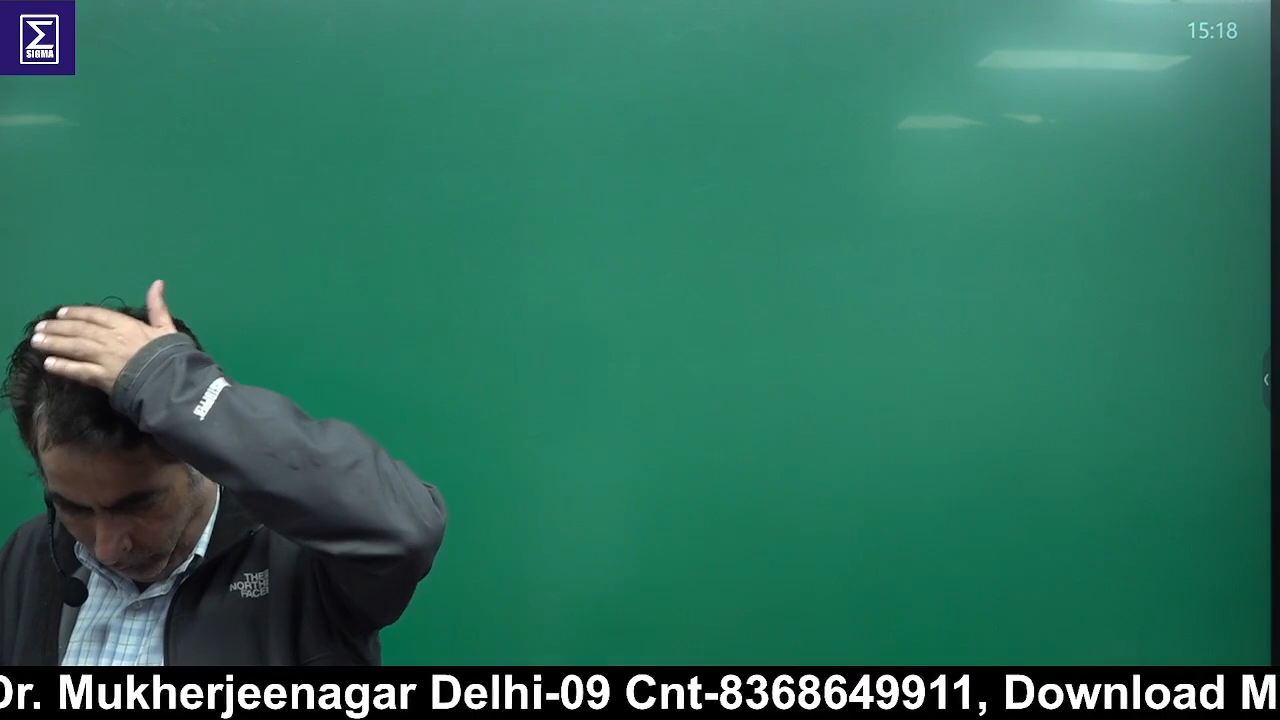 Σ
SIGMA
15:18
THE
NORTH
FACE
Dr. Mukherjeenagar Delhi-09 Cnt-8368649911, Download M